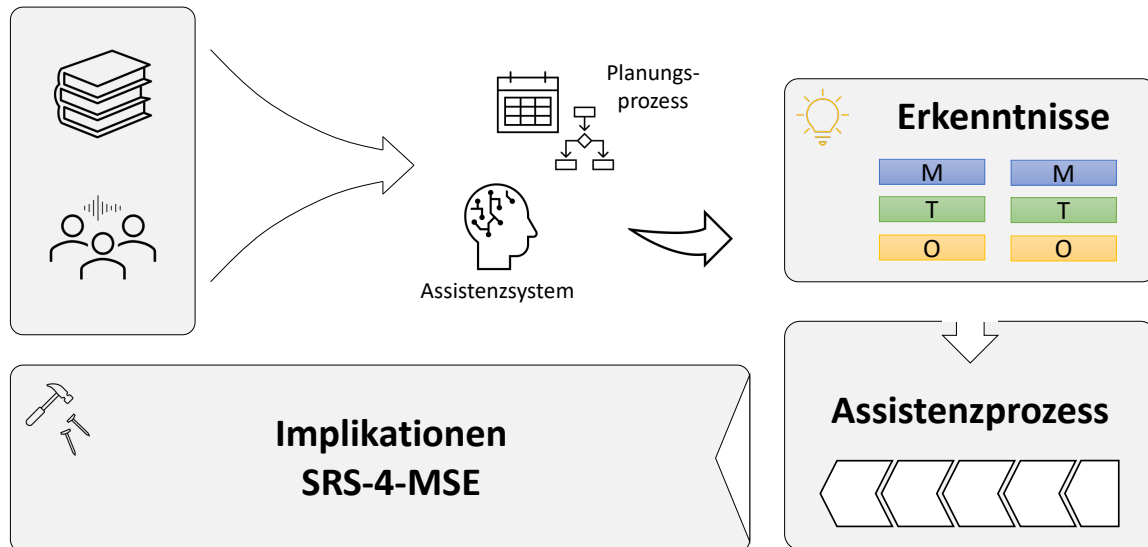 Planungs-
prozess
Assistenzsystem
Erkenntnisse
M M
T T
O O
Assistenzprozess
Implikationen
SRS-4-MSE